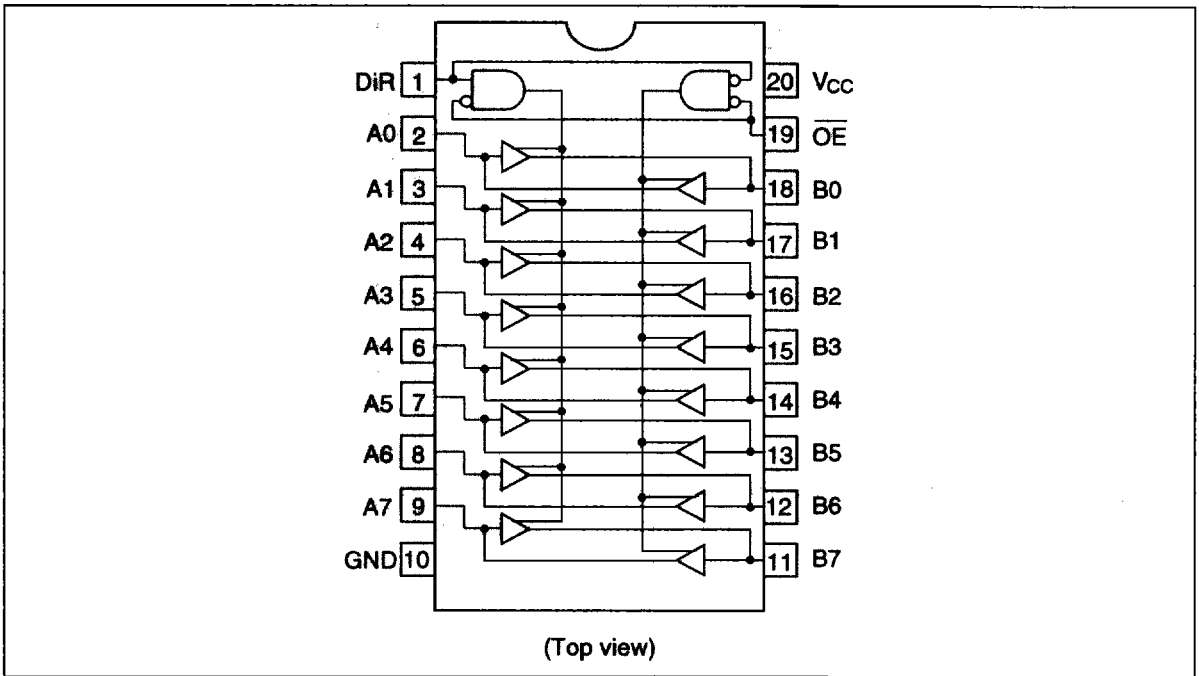 DiR 1 20 VCC
19 OE
A0 2
18 B0
A1 3
17 B1
A2 4
16 B2
A3 5
15 B3
A4 6
14 B4
A5 7
13 B5
A6 8
12 B6
A7 9
GND 10 11 B7
(Top view)